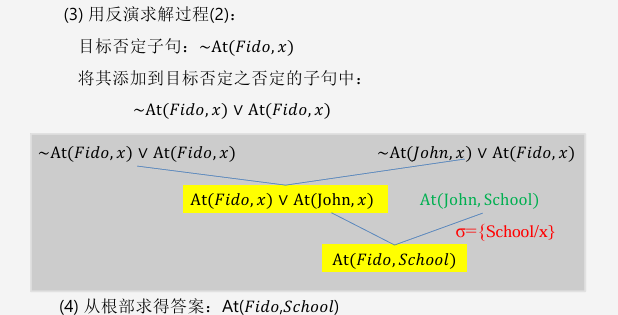 (3) 用反演求解过程(2)：
目标否定子句：~At(Fido, x)
将其添加到目标否定之否定的子句中：
~At(Fido, x) ∨ At(Fido, x)
~At(Fido, x) ∨ At(Fido, x) ~At(John, x) ∨ At(Fido, x)
At(Fido, x) ∨ At(John, x) At(John, School)
σ={School/x}
At(Fido, School)
(4) 从根部求得答案：At(Fido,School)